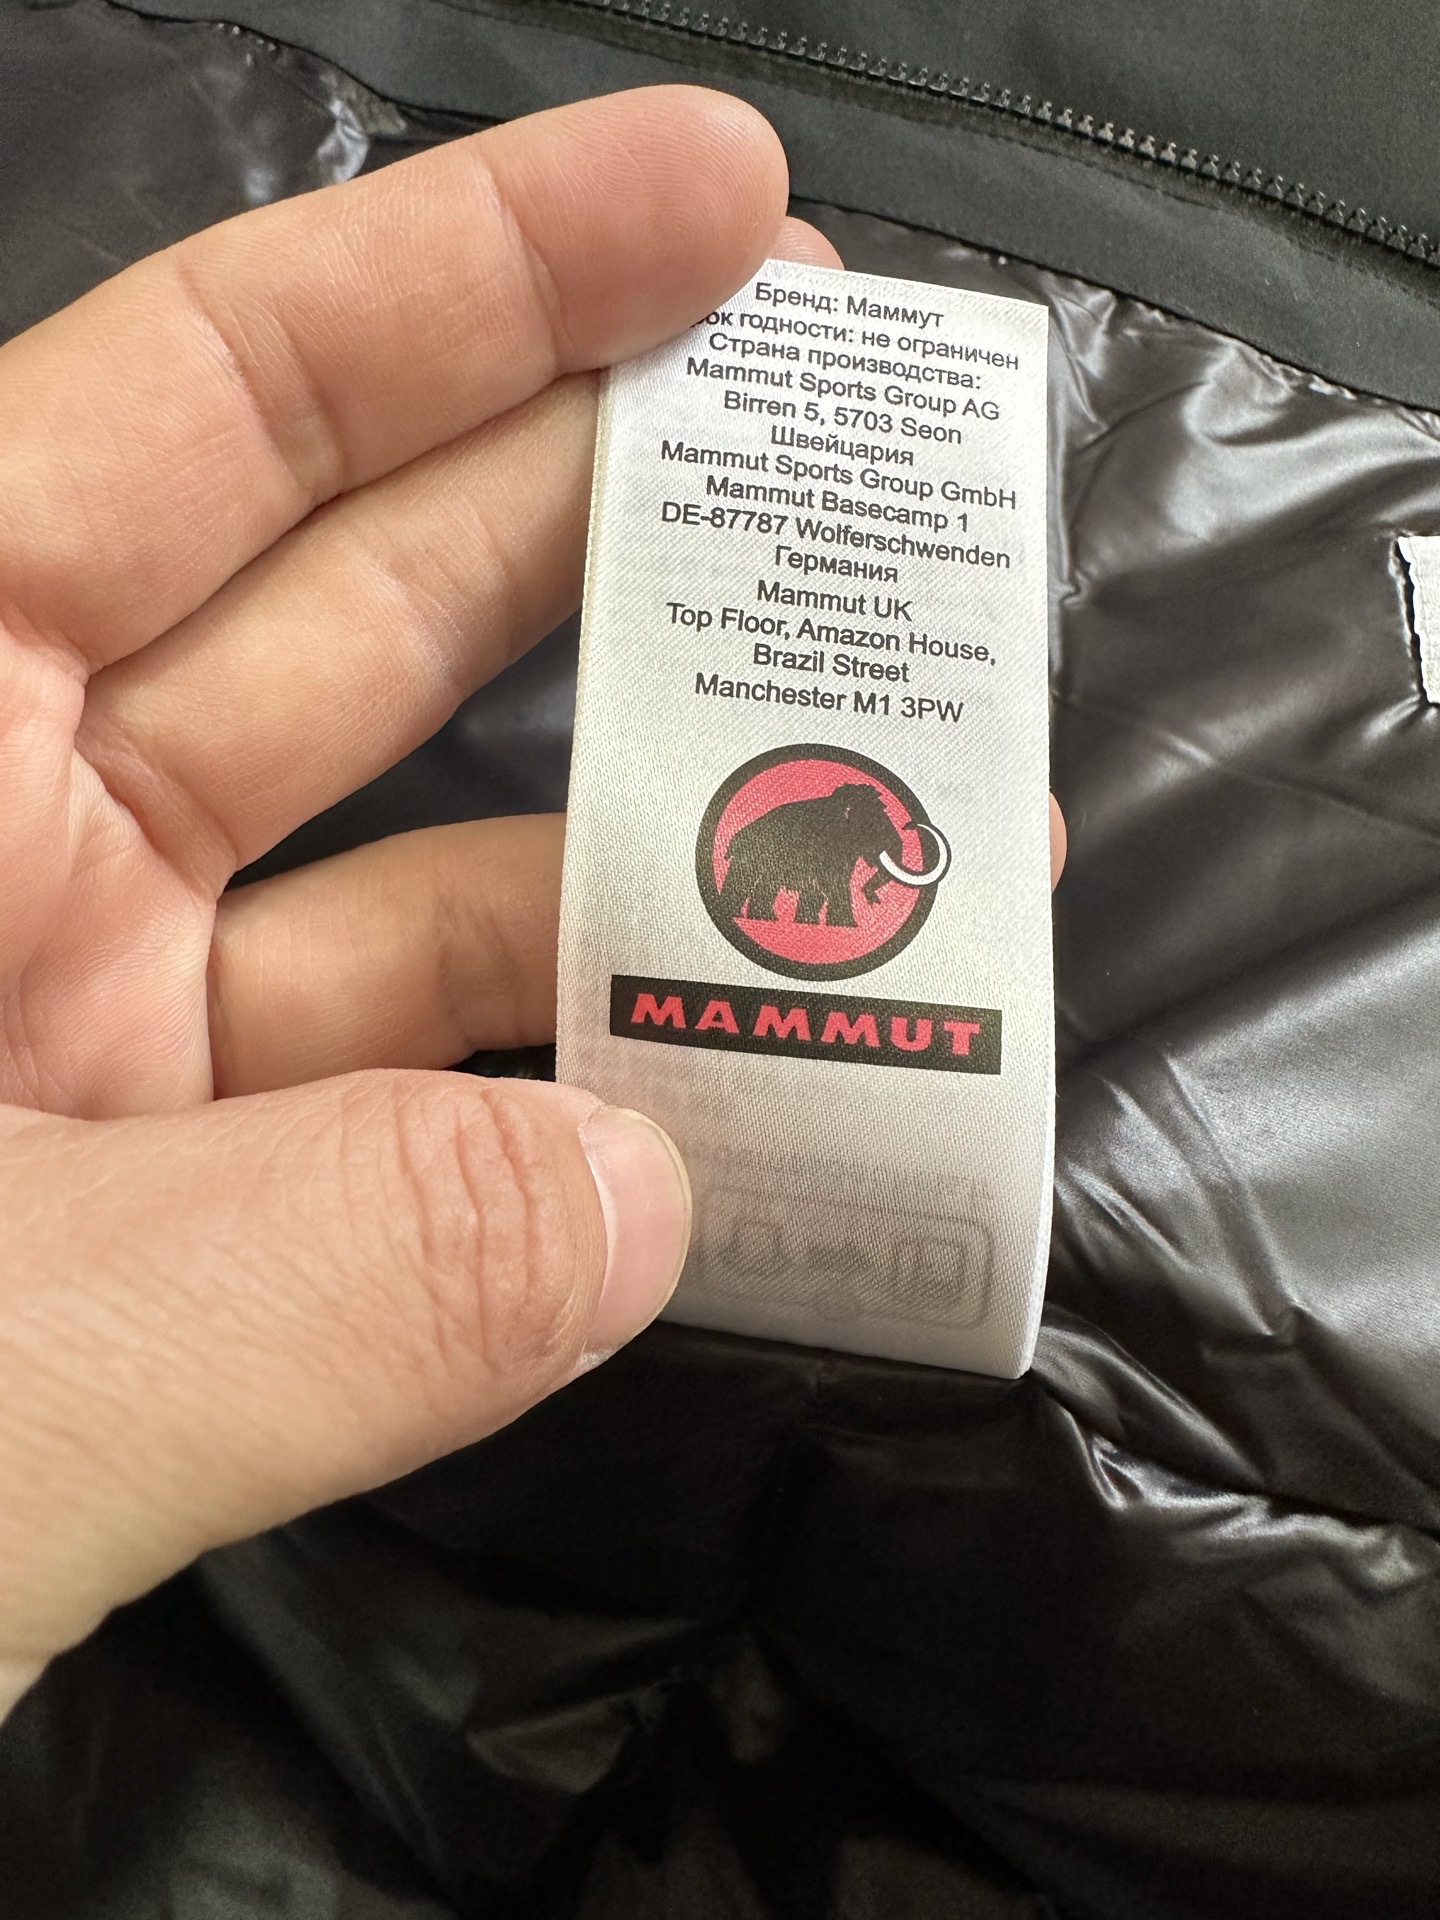 Бренд: Маммут
годности: не ограничен
Страна производства:
Mammut Sports Group AG
Birren 5, 5703 Seon
Швейцария
Mammut Sports Group GmbH
Mammut Basecamp 1
DE-87787 Wolferschwenden
Германия
Mammut UK
Top Floor, Amazon House,
Brazil Street
Manchester M1 3PW
MAMMUT